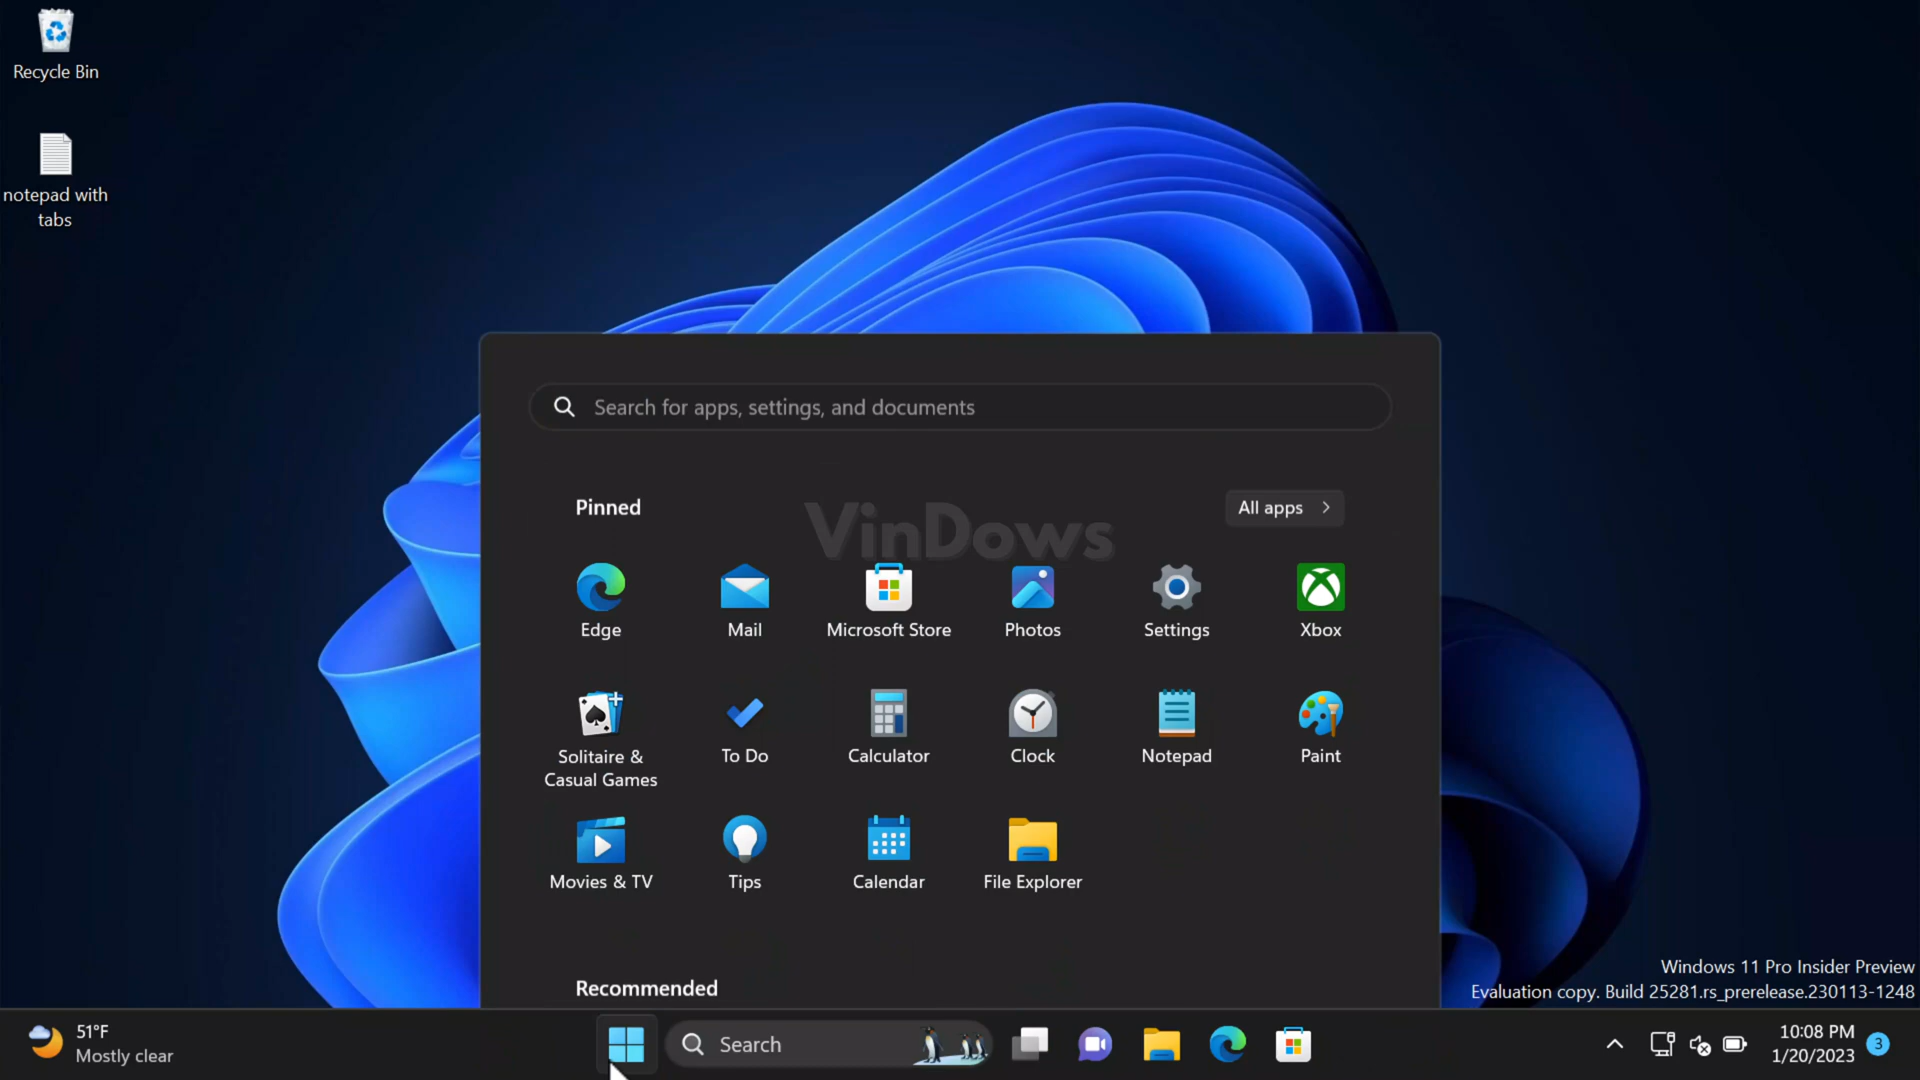 Recycle Bin
notepad with
tabs
Search for apps, settings, and documents
Pinned
All apps
VinDows
Edge
Mail
Microsoft Store
Photos
Settings
Xbox
Solitaire &
Casual Games
To Do
Calculator
Clock
Notepad
Paint
Movies & TV
Tips
Calendar
File Explorer
Recommended
Windows 11 Pro Insider Preview
Evaluation copy. Build 25281.rs_prerelease.230113-1248
51°F
Mostly clear
Search
10:08 PM
1/20/2023
3